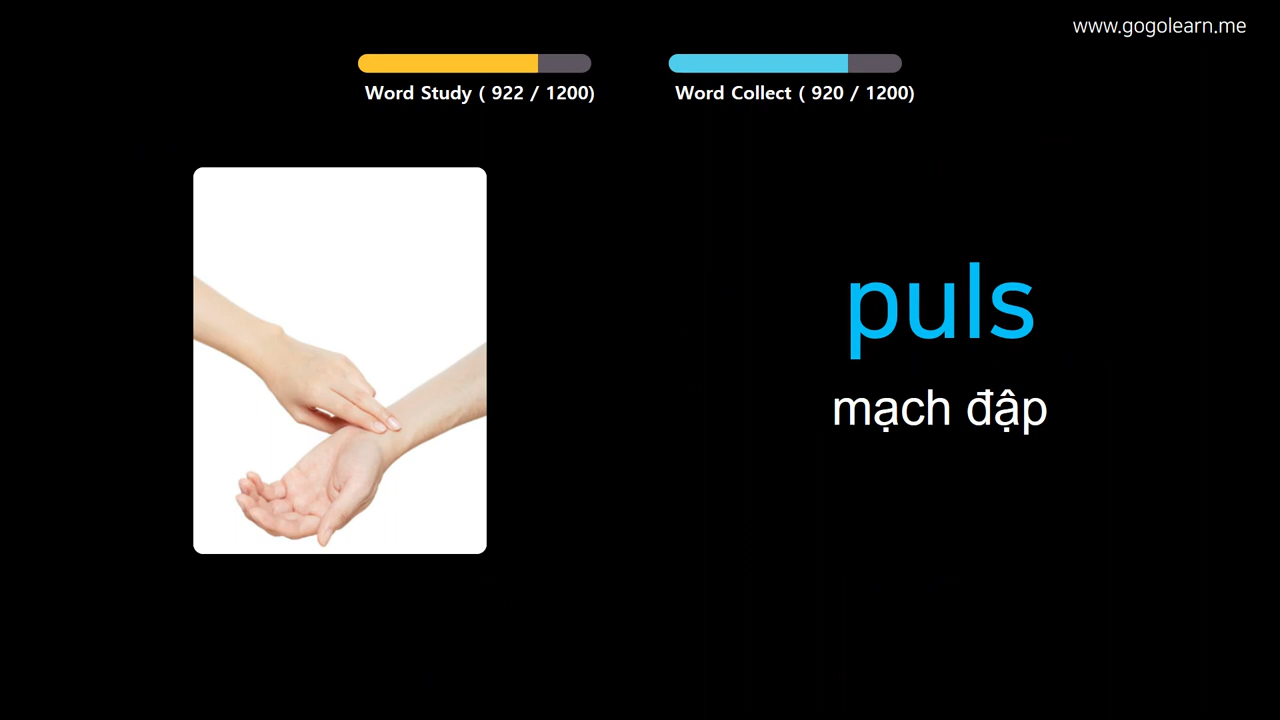 www.gogolearn.me
Word Study ( 922 / 1200)
Word Collect ( 920 / 1200)
puls
mạch đập